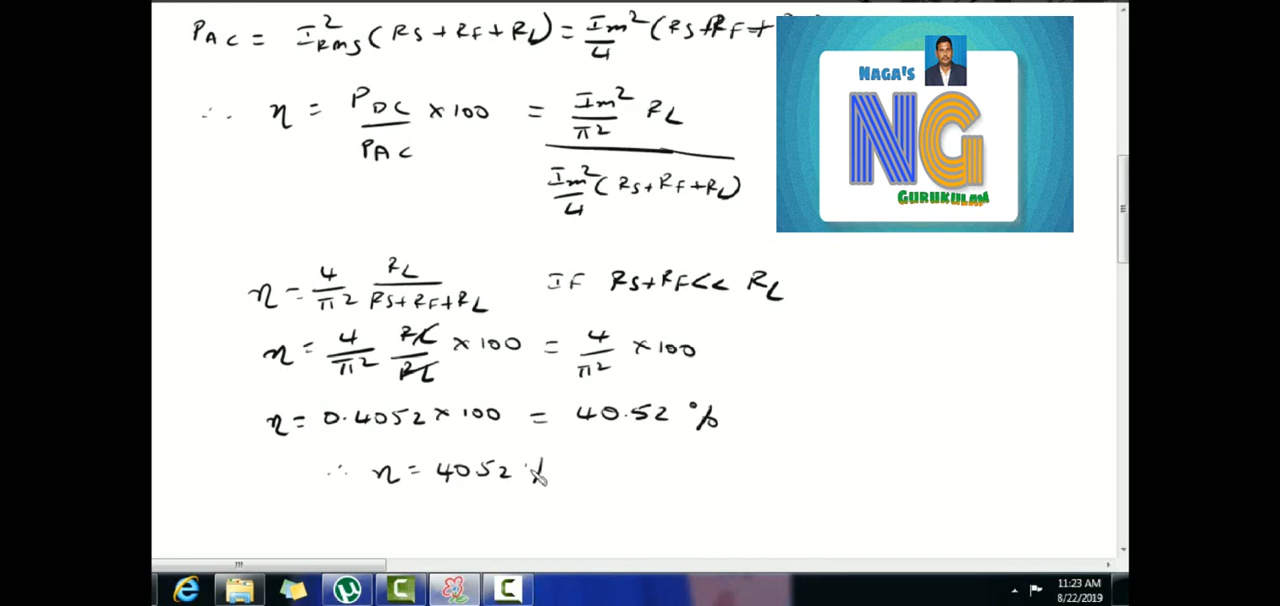 PAC = I²Rms (RS + RF + RL) = Im²/4 (RS + RF +
∴ η = PDC/PAC × 100 = Im²/π² RL / Im²/4 (RS + RF + RL)
η = 4/π² RL/RS + RF + RL IF RS + RF << RL
η = 4/π² RL/RL × 100 = 4/π² × 100
η = 0.4052 × 100 = 40.52 %
∴ η = 4052 %
NAGA'S
NG
GURUKULAM
11:23 AM
8/22/2019